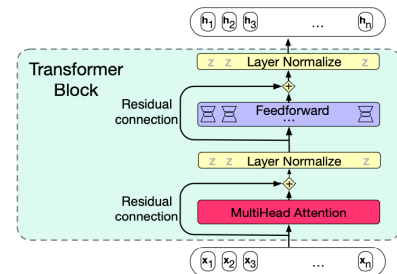 h1 h2 h3 ... hn
Transformer
Block
z z Layer Normalize z
+
Residual
connection
Feedforward
...
z z Layer Normalize z
+
Residual
connection
MultiHead Attention
x1 x2 x3 ... xn